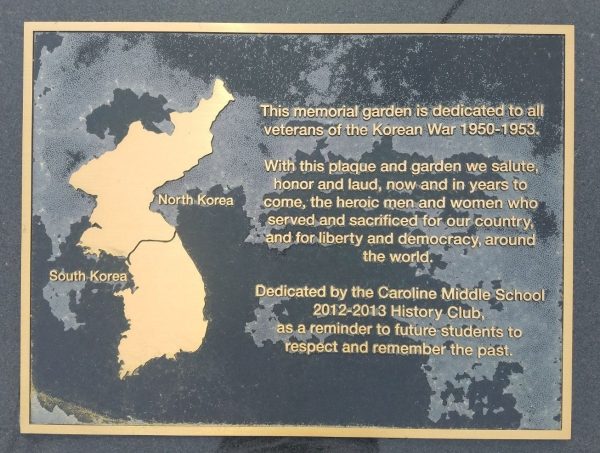 This memorial garden is dedicated to all
veterans of the Korean War 1950-1953.
With this plaque and garden we salute,
honor and laud, now and in years to
come, the heroic men and women who
served and sacrificed for our country,
and for liberty and democracy, around
the world.
Dedicated by the Caroline Middle School
2012-2013 History Club,
as a reminder to future students to
respect and remember the past.
North Korea
South Korea